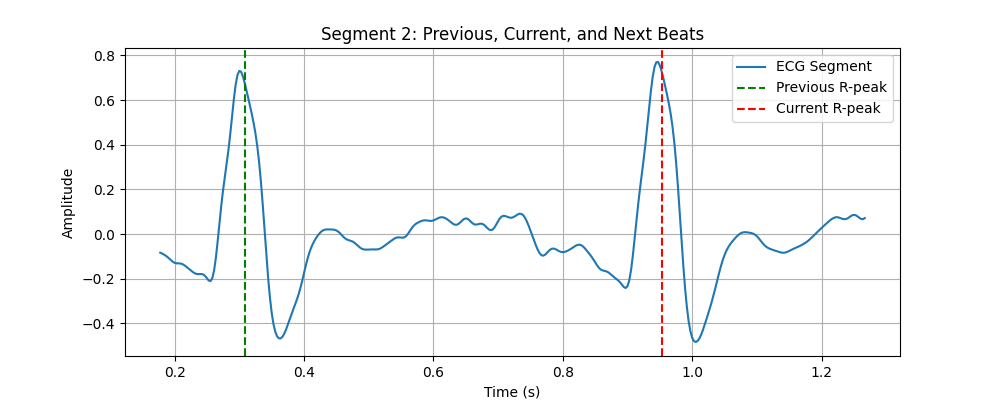 Segment 2: Previous, Current, and Next Beats
0.8
0.6
0.4
0.2
0.0
−0.2
−0.4
Amplitude
ECG Segment
Previous R-peak
Current R-peak
0.2
0.4
0.6
0.8
1.0
1.2
Time (s)